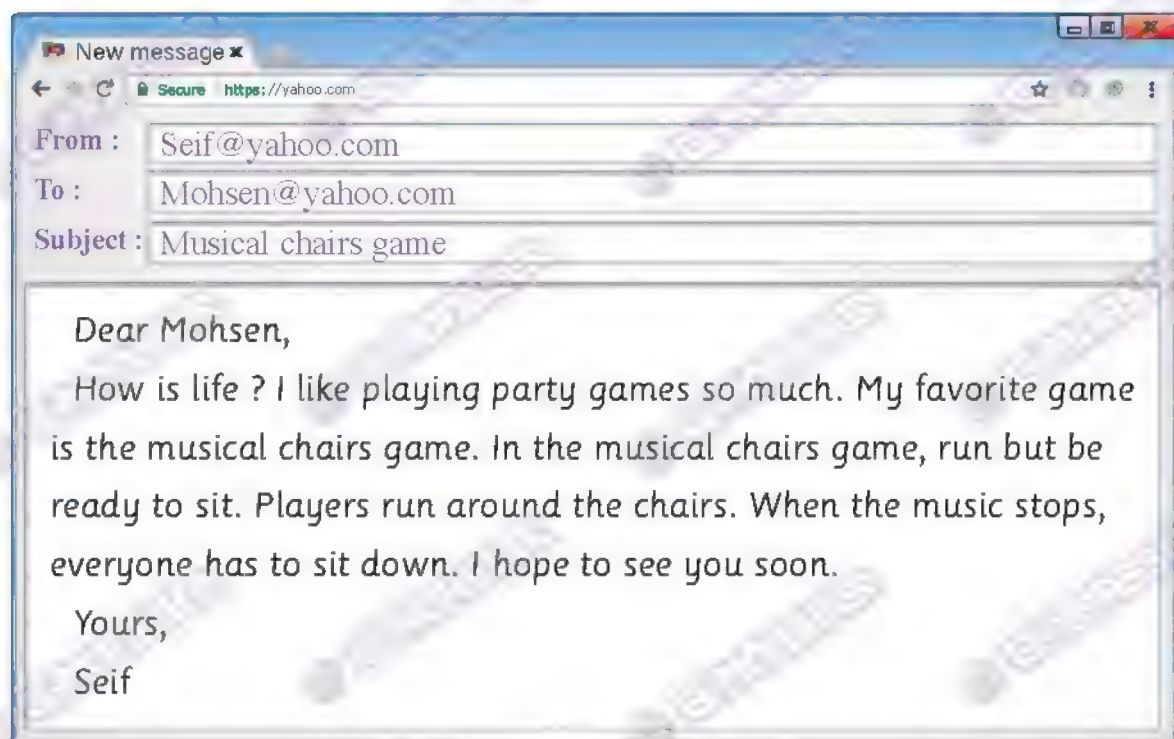 New message ×
Secure https://yahoo.com
From : Seif@yahoo.com
To : Mohsen@yahoo.com
Subject : Musical chairs game
Dear Mohsen,
How is life ? I like playing party games so much. My favorite game
is the musical chairs game. In the musical chairs game, run but be
ready to sit. Players run around the chairs. When the music stops,
everyone has to sit down. I hope to see you soon.
Yours,
Seif